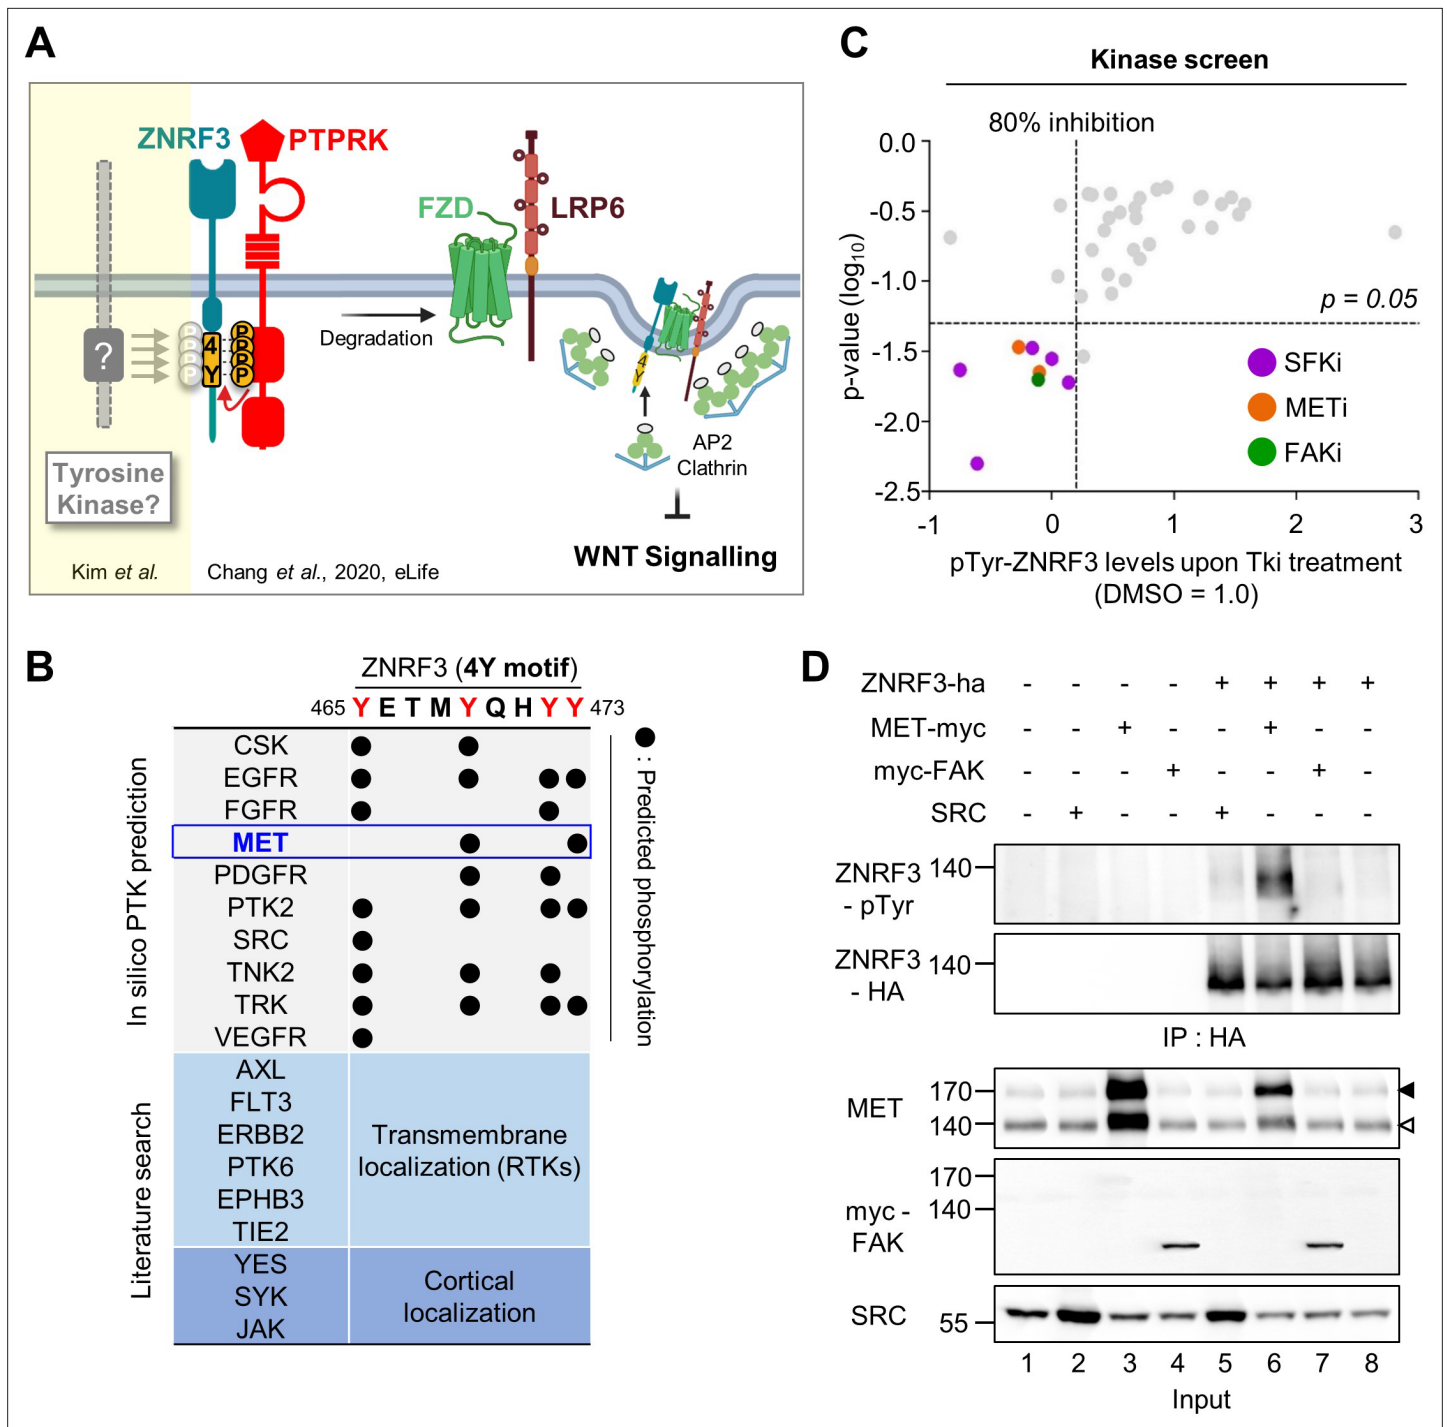 A
ZNRF3
PTPRK
FZD
LRP6
?
P
P
P
P
4
Y
P
P
P
P
Degradation
4
Y
AP2
Clathrin
Tyrosine
Kinase?
WNT Signalling
Kim et al.
Chang et al., 2020, eLife
C
Kinase screen
80% inhibition
0.0
-0.5
-1.0
-1.5
-2.0
-2.5
p-value (log10)
p = 0.05
SFKi
METi
FAKi
-1 0 1 2 3
pTyr-ZNRF3 levels upon Tki treatment
(DMSO = 1.0)
B
ZNRF3 (4Y motif)
465 Y E T M Y Q H Y Y 473
In silico PTK prediction
CSK
EGFR
FGFR
MET
PDGFR
PTK2
SRC
TNK2
TRK
VEGFR
: Predicted phosphorylation
Literature search
AXL
FLT3
ERBB2
PTK6
EPHB3
TIE2
Transmembrane
localization (RTKs)
YES
SYK
JAK
Cortical
localization
D
ZNRF3-ha - - - - + + + +
MET-myc - - + - - + - -
myc-FAK - - - + - - + -
SRC - + - - + - - -
ZNRF3
- pTyr
140
ZNRF3
- HA
140
IP : HA
MET
170
140
myc -
FAK
170
140
SRC
55
1 2 3 4 5 6 7 8
Input